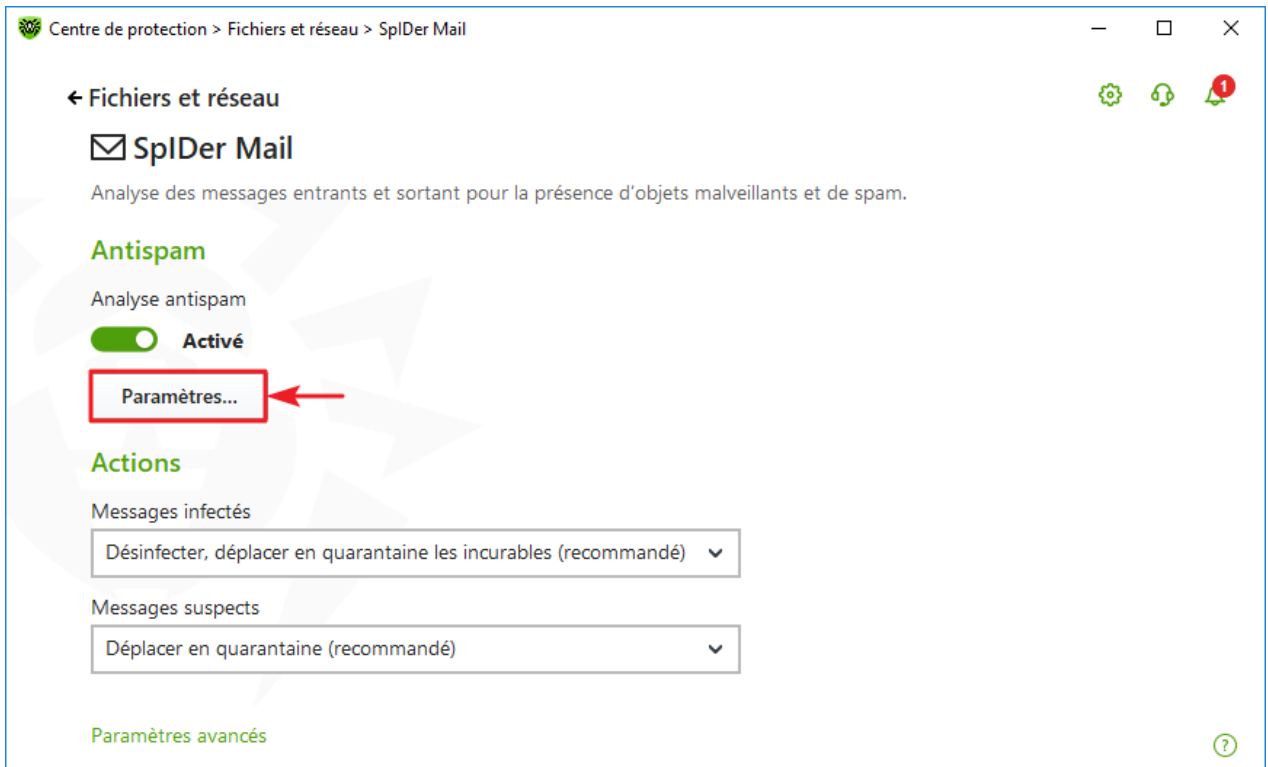 Centre de protection > Fichiers et réseau > SpIDer Mail
Fichiers et réseau
1
SpIDer Mail
Analyse des messages entrants et sortant pour la présence d'objets malveillants et de spam.
Antispam
Analyse antispam
Activé
Paramètres...
Actions
Messages infectés
Désinfecter, déplacer en quarantaine les incurables (recommandé)
Messages suspects
Déplacer en quarantaine (recommandé)
Paramètres avancés
?